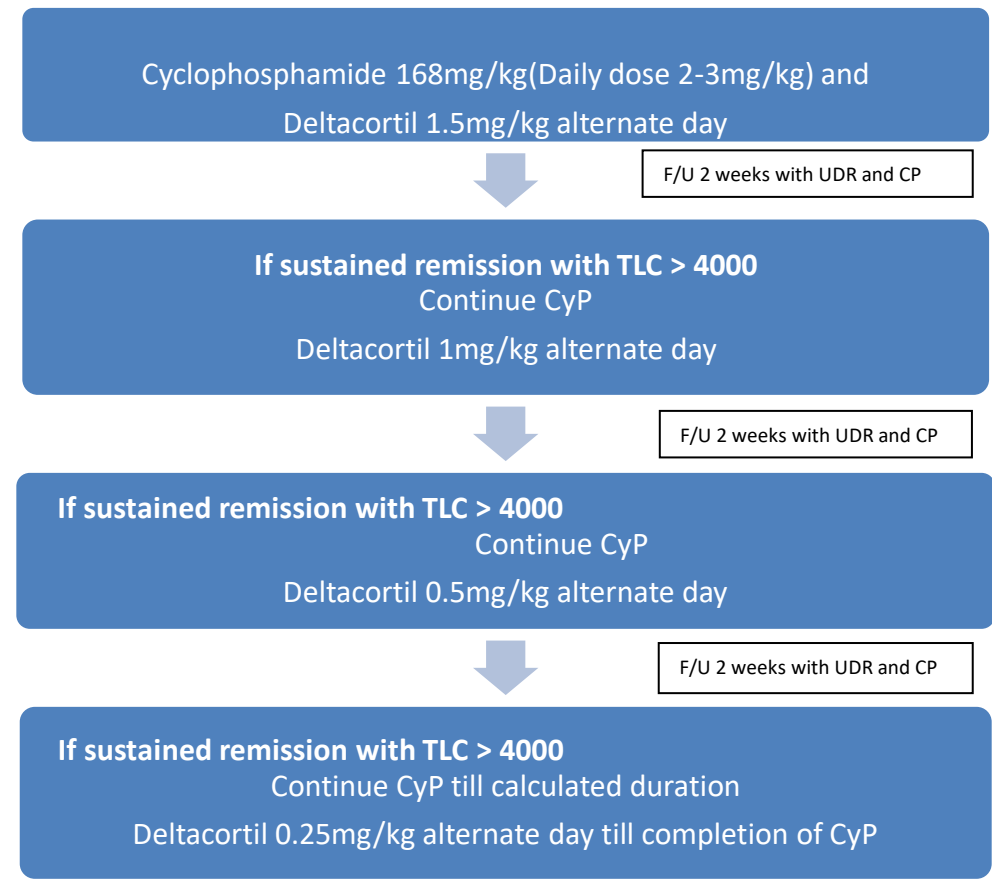 Cyclophosphamide 168mg/kg(Daily dose 2-3mg/kg) and
Deltacortil 1.5mg/kg alternate day
F/U 2 weeks with UDR and CP
If sustained remission with TLC > 4000
Continue CyP
Deltacortil 1mg/kg alternate day
F/U 2 weeks with UDR and CP
If sustained remission with TLC > 4000
Continue CyP
Deltacortil 0.5mg/kg alternate day
F/U 2 weeks with UDR and CP
If sustained remission with TLC > 4000
Continue CyP till calculated duration
Deltacortil 0.25mg/kg alternate day till completion of CyP